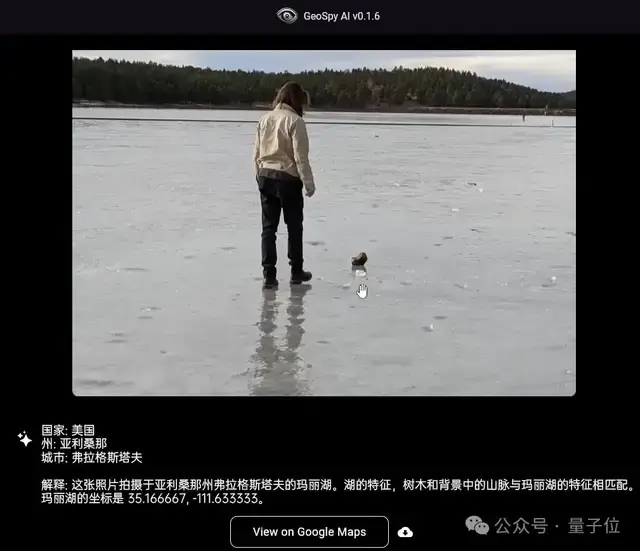 GeoSpy AI v0.1.6
国家: 美国
州: 亚利桑那
城市: 弗拉格斯塔夫
解释: 这张照片拍摄于亚利桑那州弗拉格斯塔夫的玛丽湖。湖的特征，树木和背景中的山脉与玛丽湖的特征相匹配。
玛丽湖的坐标是 35.166667, -111.633333。
View on Google Maps
公众号 · 量子位